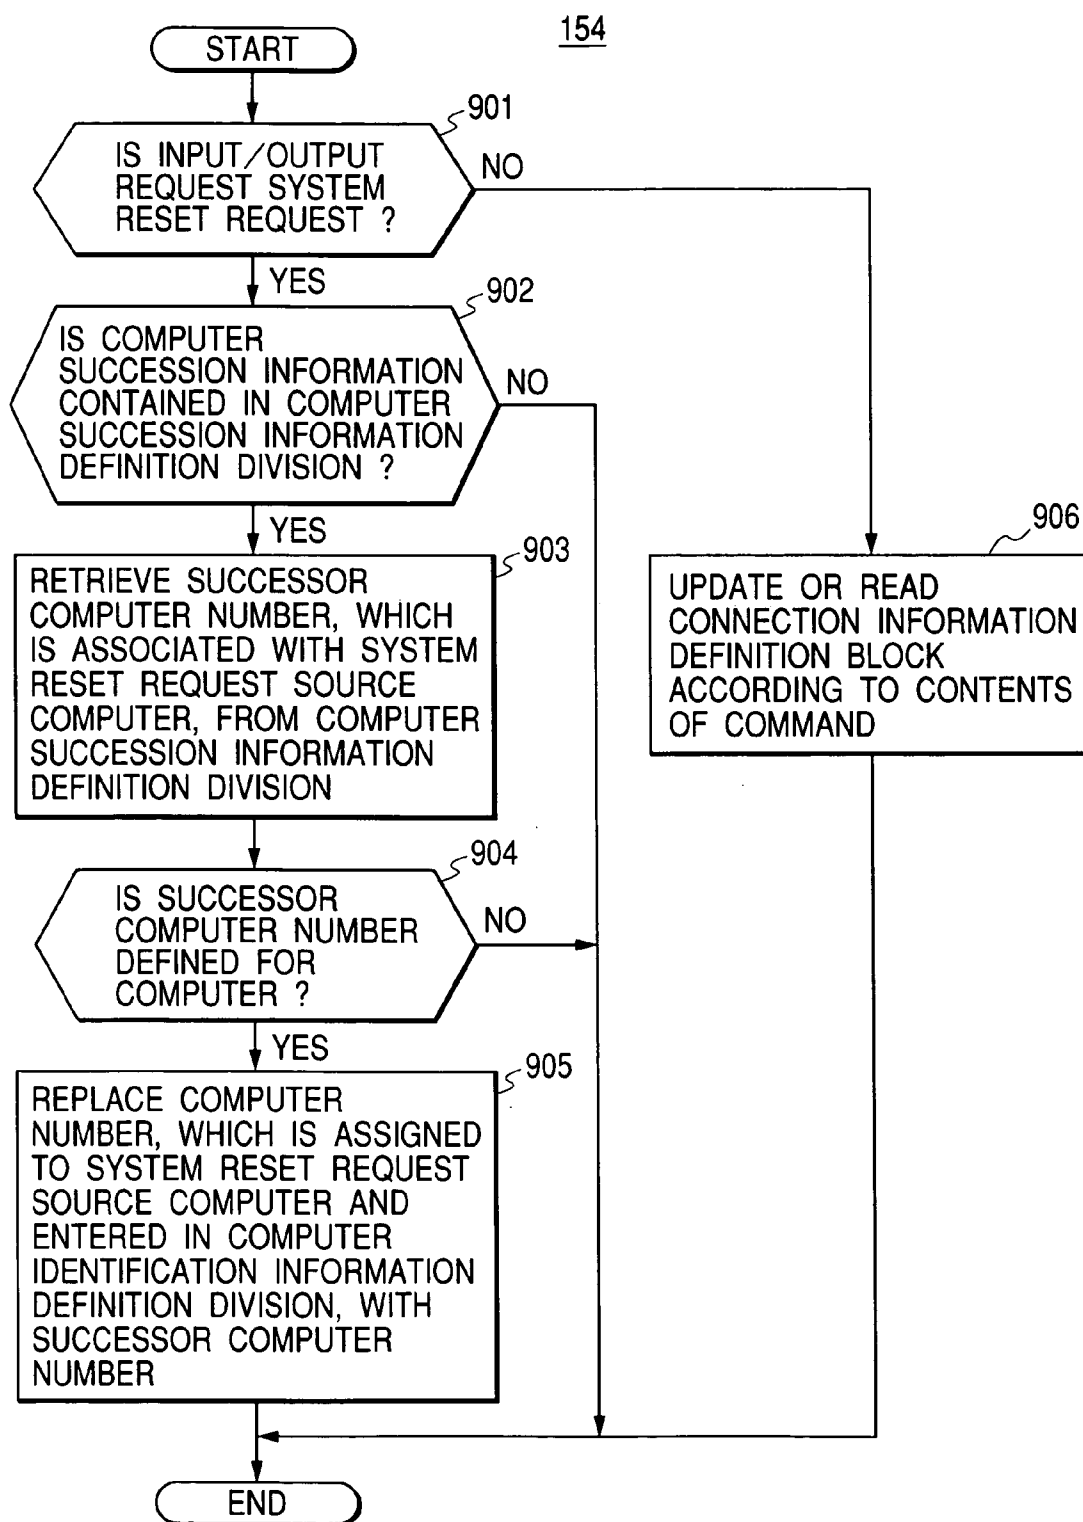 154
START
901
IS INPUT/OUTPUT
REQUEST SYSTEM
RESET REQUEST ?
NO
YES
902
IS COMPUTER
SUCCESSION INFORMATION
CONTAINED IN COMPUTER
SUCCESSION INFORMATION
DEFINITION DIVISION ?
NO
YES
903
RETRIEVE SUCCESSOR
COMPUTER NUMBER, WHICH
IS ASSOCIATED WITH SYSTEM
RESET REQUEST SOURCE
COMPUTER, FROM COMPUTER
SUCCESSION INFORMATION
DEFINITION DIVISION
906
UPDATE OR READ
CONNECTION INFORMATION
DEFINITION BLOCK
ACCORDING TO CONTENTS
OF COMMAND
904
IS SUCCESSOR
COMPUTER NUMBER
DEFINED FOR
COMPUTER ?
NO
YES
905
REPLACE COMPUTER
NUMBER, WHICH IS ASSIGNED
TO SYSTEM RESET REQUEST
SOURCE COMPUTER AND
ENTERED IN COMPUTER
IDENTIFICATION INFORMATION
DEFINITION DIVISION, WITH
SUCCESSOR COMPUTER
NUMBER
END